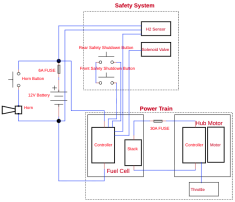 Safety System
H2 Sensor
Rear Safety Shutdown Button
Solenoid Valve
Front Safety Shutdown Button
5A FUSE
Horn Button
12V Battery
Horn
Power Train
30A FUSE
Hub Motor
Controller
Stack
Controller
Motor
Fuel Cell
Throttle